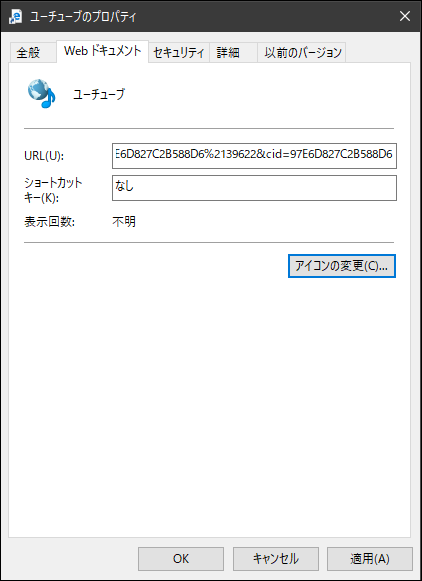 ユーチューブのプロパティ
全般 Web ドキュメント セキュリティ 詳細 以前のバージョン
ユーチューブ
URL(U): E6D827C2B588D6%2139622&cid=97E6D827C2B588D6
ショートカット
キー(K): なし
表示回数: 不明
アイコンの変更(C)...
OK キャンセル 適用(A)